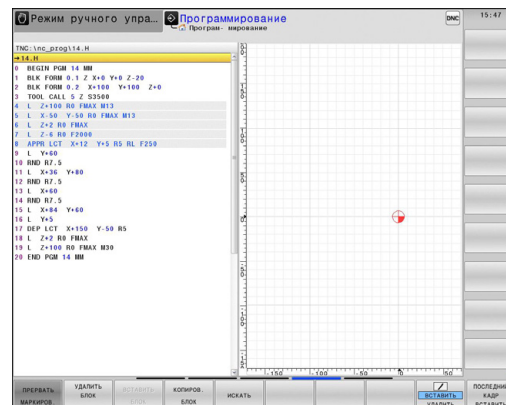 Режим ручного упра...
Программирование
Програм- мирование
DNC
15:47
TNC:\nc_prog\14.H
→14.H
0 BEGIN PGM 14 MM
1 BLK FORM 0.1 Z X+0 Y+0 Z-20
2 BLK FORM 0.2 X+100 Y+100 Z+0
3 TOOL CALL 5 Z S3500
4 L Z+100 R0 FMAX M13
5 L X-50 Y-50 R0 FMAX M13
6 L Z+2 R0 FMAX
7 L Z-6 R0 F2000
8 APPR LCT X+12 Y+5 R5 RL F250
9 L Y+60
10 RND R7.5
11 L X+36 Y+80
12 RND R7.5
13 L X+60
14 RND R7.5
15 L X+84 Y+60
16 L Y+5
17 DEP LCT X+150 Y-50 R5
18 L Z+2 R0 FMAX
19 L Z+100 R0 FMAX M30
20 END PGM 14 MM
-150 -100 -50 0 50
ПРЕРВАТЬ МАРКИРОВ.
УДАЛИТЬ БЛОК
ВСТАВИТЬ БЛОК
КОПИРОВ. БЛОК
ИСКАТЬ
ВСТАВИТЬ
УДАЛИТЬ
ПОСЛЕДНИЙ КАДР ВСТАВИТЬ